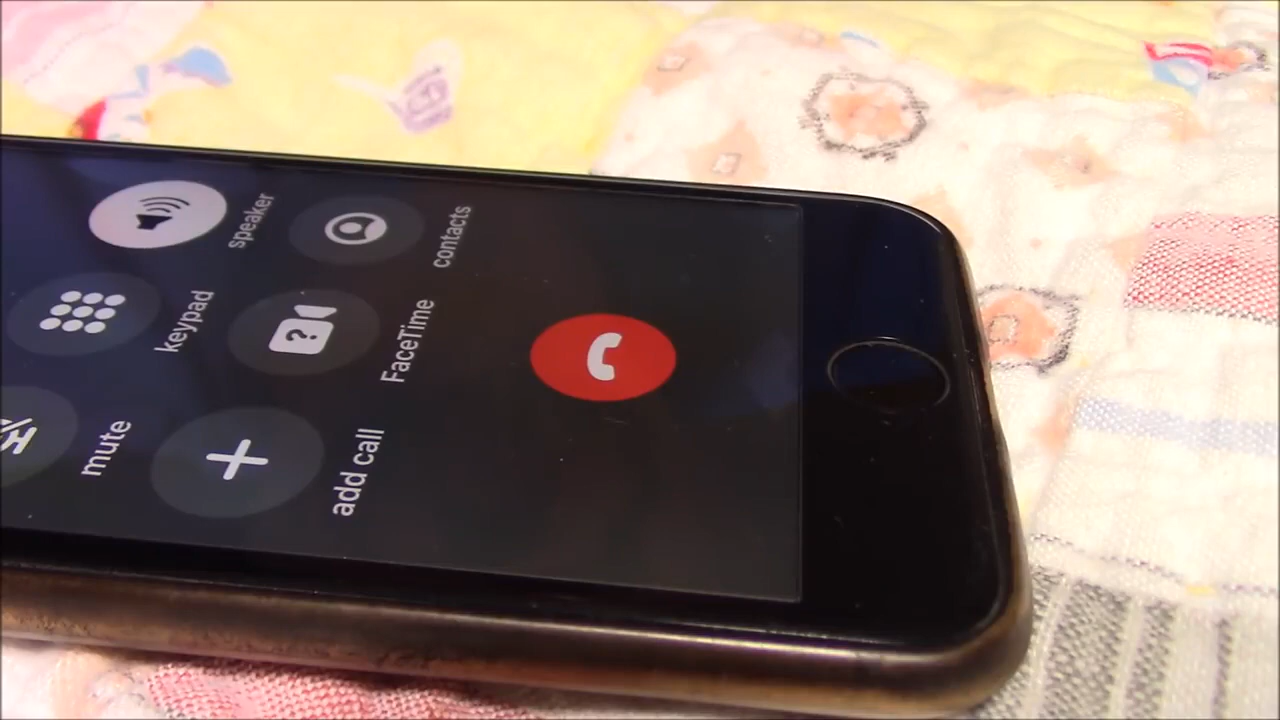 mute
keypad
speaker
add call
FaceTime
contacts